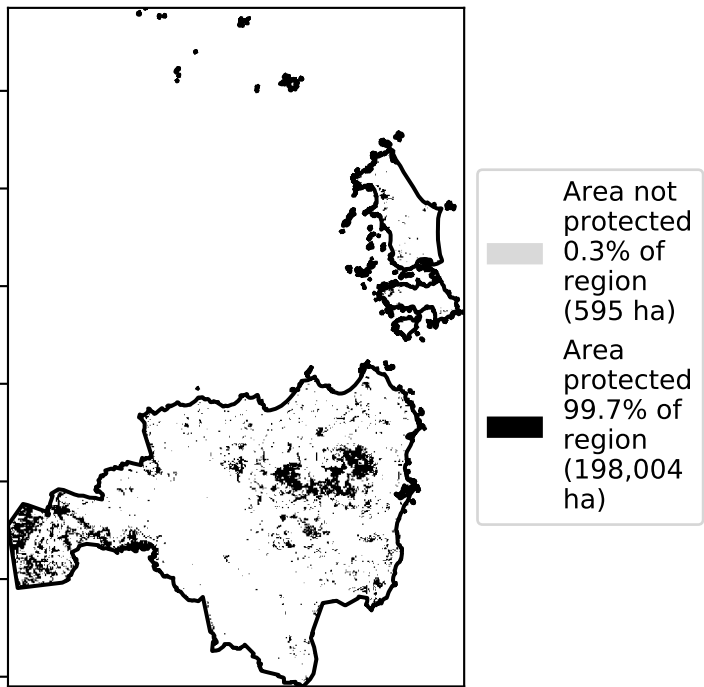 Area not
protected
0.3% of
region
(595 ha)
Area
protected
99.7% of
region
(198,004
ha)